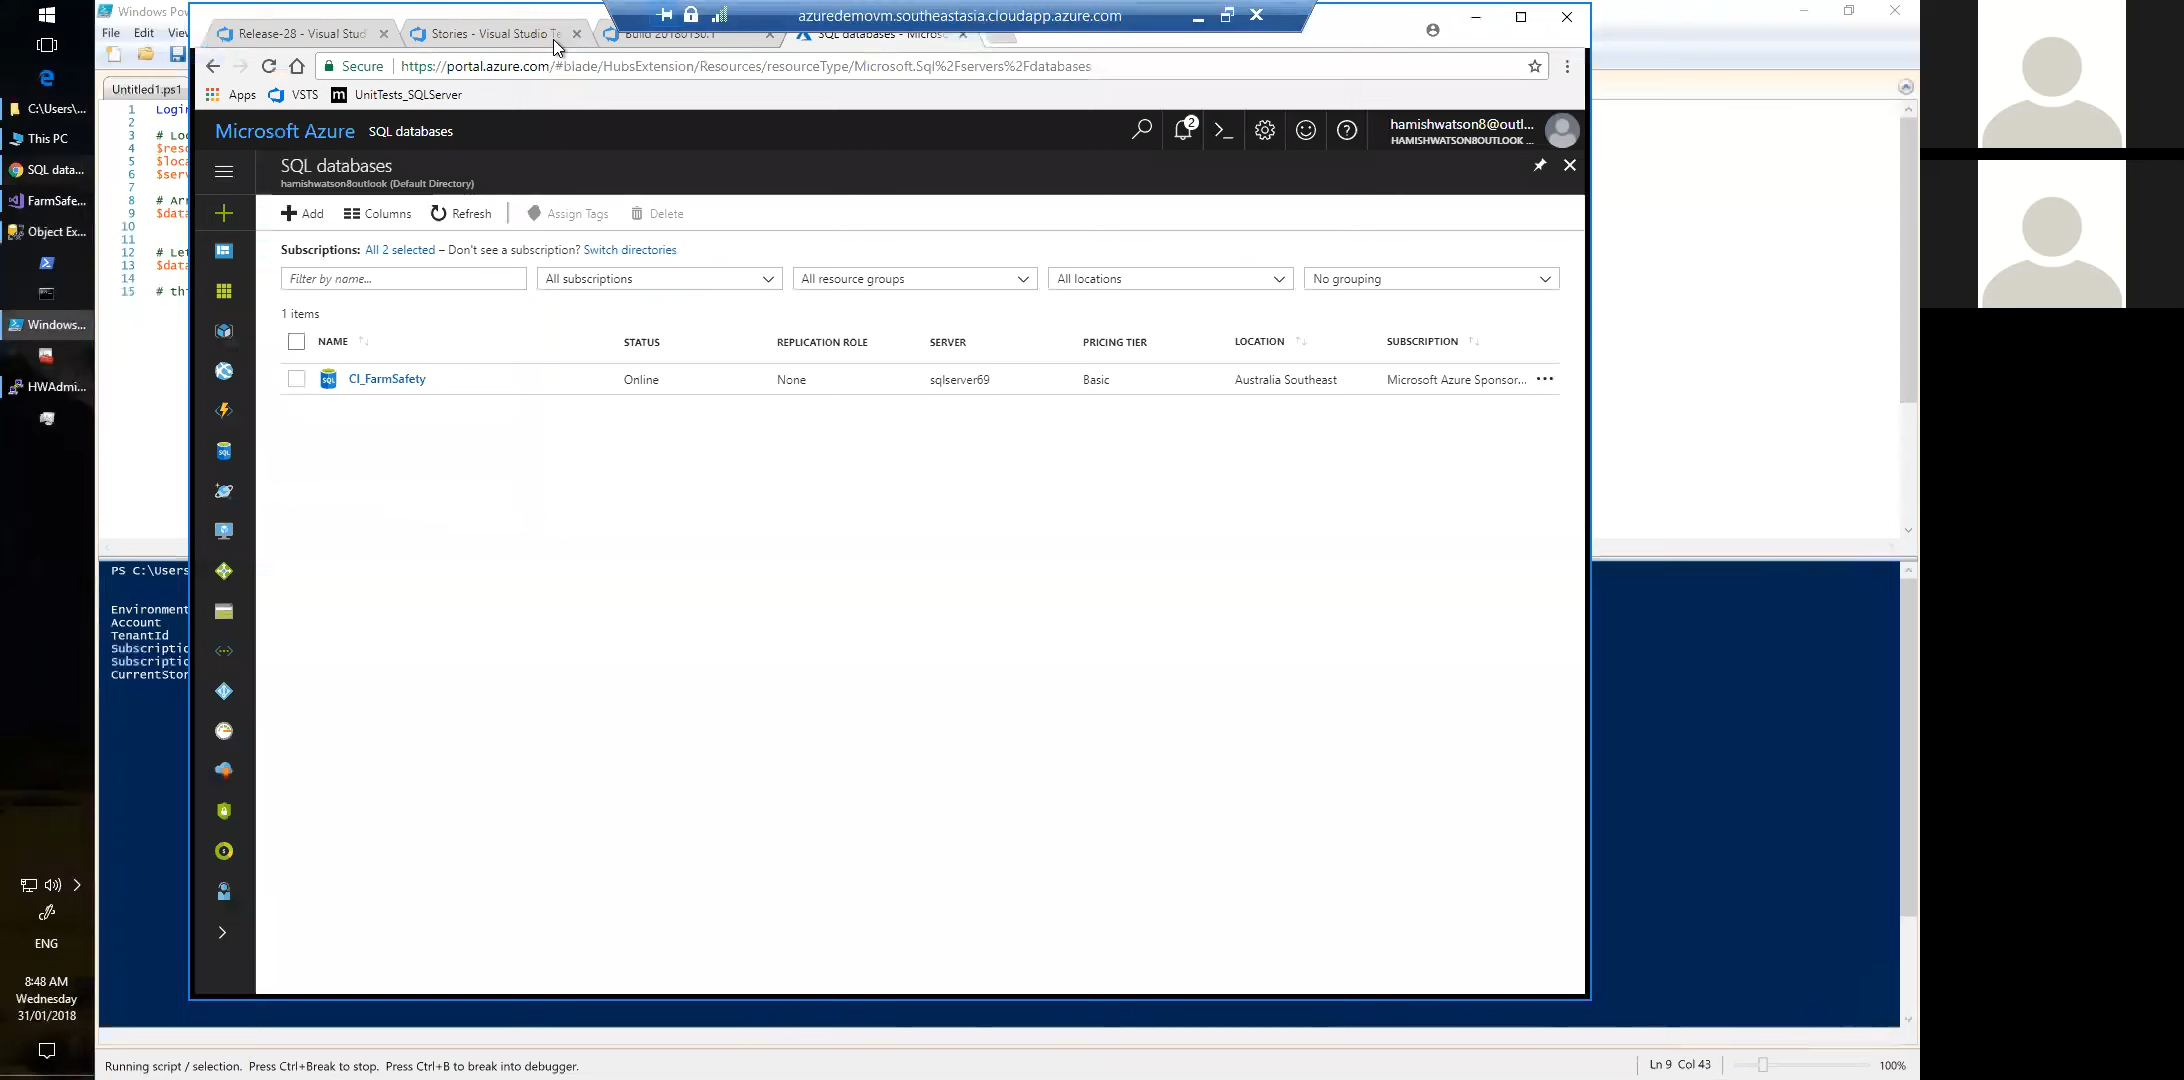 Windows Pow
azuredemovm.southeastasia.cloudapp.azure.com
File Edit View
Release-28 - Visual Stud
Stories - Visual Studio Te
Build 20180130.1
SQL databases - Microso
Secure https://portal.azure.com/#blade/HubsExtension/Resources/resourceType/Microsoft.Sql%2Fservers%2Fdatabases
Apps VSTS m UnitTests_SQLServer
Microsoft Azure SQL databases
2
hamishwatson8@outl...
HAMISHWATSON8OUTLOOK ...
SQL databases
hamishwatson8outlook (Default Directory)
Add Columns Refresh Assign Tags Delete
Subscriptions: All 2 selected – Don't see a subscription? Switch directories
Filter by name... All subscriptions All resource groups All locations No grouping
1 items
NAME STATUS REPLICATION ROLE SERVER PRICING TIER LOCATION SUBSCRIPTION
SQL CI_FarmSafety Online None sqlserver69 Basic Australia Southeast Microsoft Azure Sponsor... •••
C:\Users\...
This PC
SQL data...
FarmSafe...
Object Ex...
Windows...
HWAdmi...
ENG
8:48 AM
Wednesday
31/01/2018
Untitled1.ps1
1 Login
2
3 # Loc
4 $reso
5 $loca
6 $serv
7
8 # Arr
9 $data
10
11
12 # Let
13 $data
14
15 # thi
PS C:\Users
Environment
Account
TenantId
Subscriptio
Subscriptio
CurrentStor
Running script / selection. Press Ctrl+Break to stop. Press Ctrl+B to break into debugger.
Ln 9 Col 43
100%